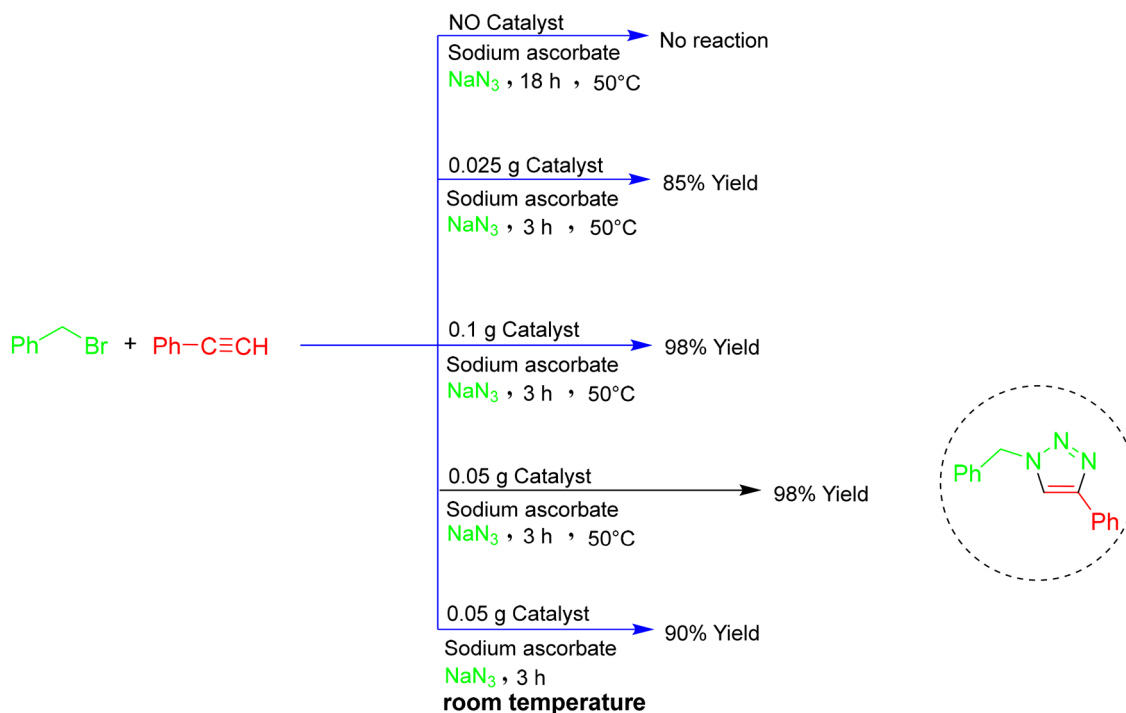 NO Catalyst
Sodium ascorbate
NaN3 , 18 h , 50°C
No reaction
0.025 g Catalyst
Sodium ascorbate
NaN3 , 3 h , 50°C
85% Yield
Ph Br + Ph–C≡CH
0.1 g Catalyst
Sodium ascorbate
NaN3 , 3 h , 50°C
98% Yield
0.05 g Catalyst
Sodium ascorbate
NaN3 , 3 h , 50°C
98% Yield
N
N N
Ph
Ph
0.05 g Catalyst
Sodium ascorbate
NaN3 , 3 h
room temperature
90% Yield